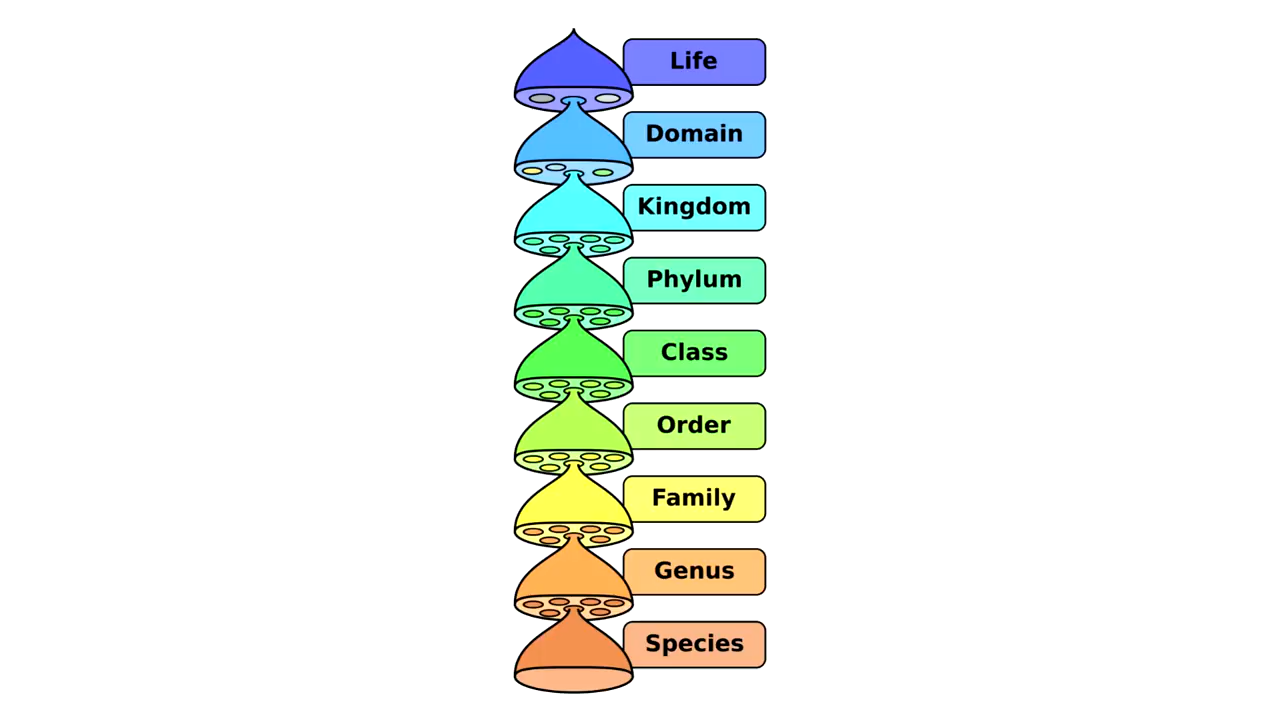 Life
Domain
Kingdom
Phylum
Class
Order
Family
Genus
Species